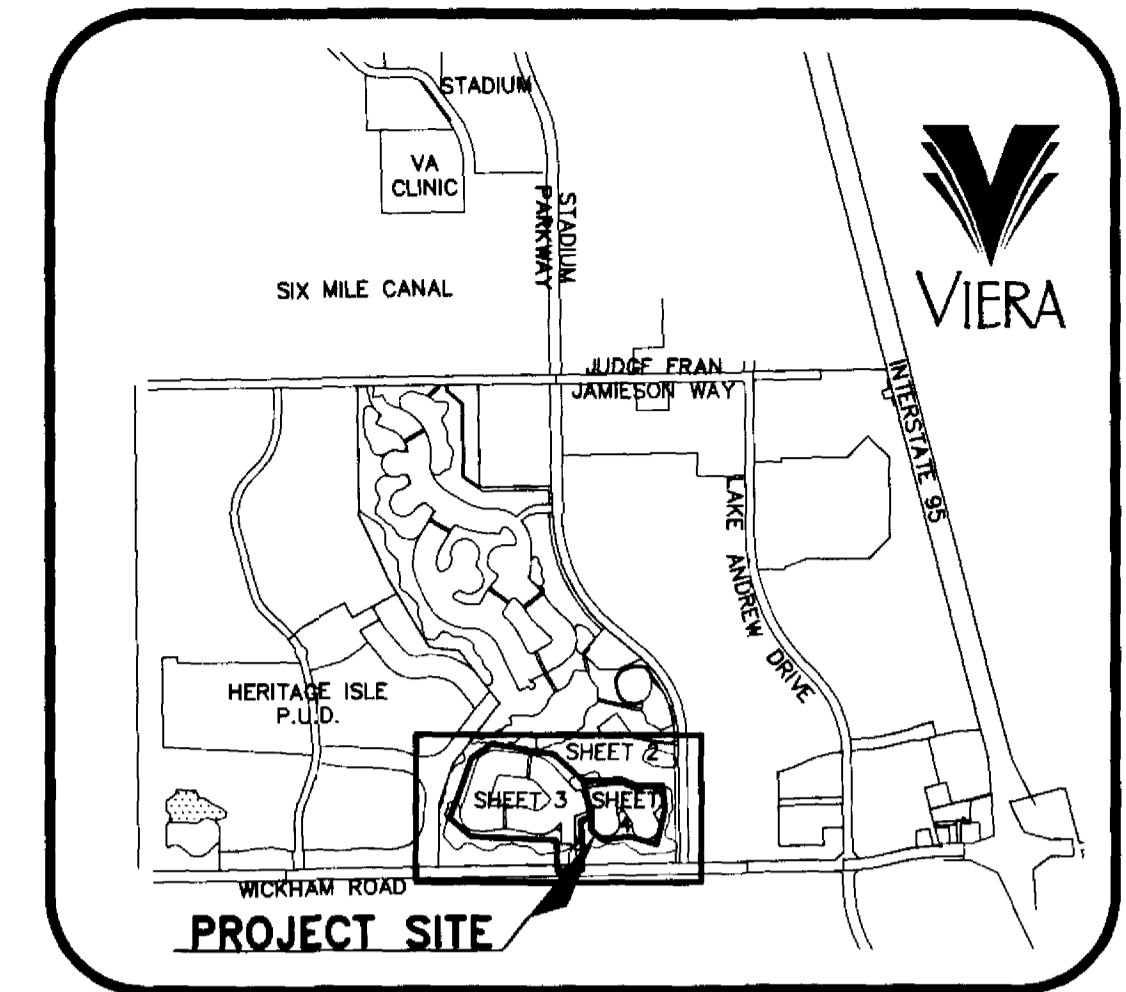 STADIUM
VA
CLINIC
STADIUM
PARKWAY
SIX MILE CANAL
VIERA
JUDGE FRAN
JAMIESON WAY
INTERSTATE 95
LAKE ANDREW DRIVE
HERITAGE ISLE
P.U.D.
SHEET 2
SHEET 3
SHEET
4
WICKHAM ROAD
PROJECT SITE